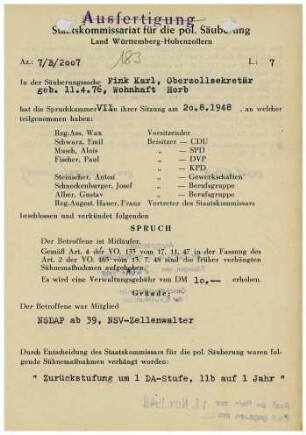 Ausfertigung
Staatskommissariat für die pol. Säuberung
Land Württemberg-Hohenzollern
Az.: 7/B/2007 L: 7
183
In der Säuberungssache Fink Karl, Oberzollsekretär
geb. 11.4.76, Wohnhaft Horb
hat die Spruchkammer VII in ihrer Sitzung am 20.8.1948, an welcher
teilgenommen haben:
Reg.Ass. Wax Vorsitzender
Schwarz, Emil Beisitzer — CDU
Musch, Alois „ — SPD
Fischer, Paul „ — DVP
„ — KPD
Steinacher, Anton „ — Gewerkschaften
Schneckenburger, Josef „ — Berufsgruppe
Alber, Gustav „ — Berufsgruppe
Reg.Angest. Hauer, Franz Vertreter des Staatskommissars
beschlossen und verkündet folgenden
SPRUCH
Der Betroffene ist Mitläufer.
Gemäß Art. 4 der VO. 133 vom 17. 11. 47 in der Fassung des
Art. 2 der VO. 165 vom 13. 7. 48 sind die früher verhängten
Sühnemaßnahmen aufgehoben.
Es wird eine Verwaltungsgebühr von DM 10.-- erhoben.
Gründe:
Der Betroffene war Mitglied
NSDAP ab 39, NSV-Zellenwalter
Durch Entscheidung des Staatskommissars für die pol. Säuberung waren fol-
gende Sühnemaßnahmen verhängt worden:
" Zurückstufung um 1 DA-Stufe, 11b auf 1 Jahr "
11. Nov. 1948